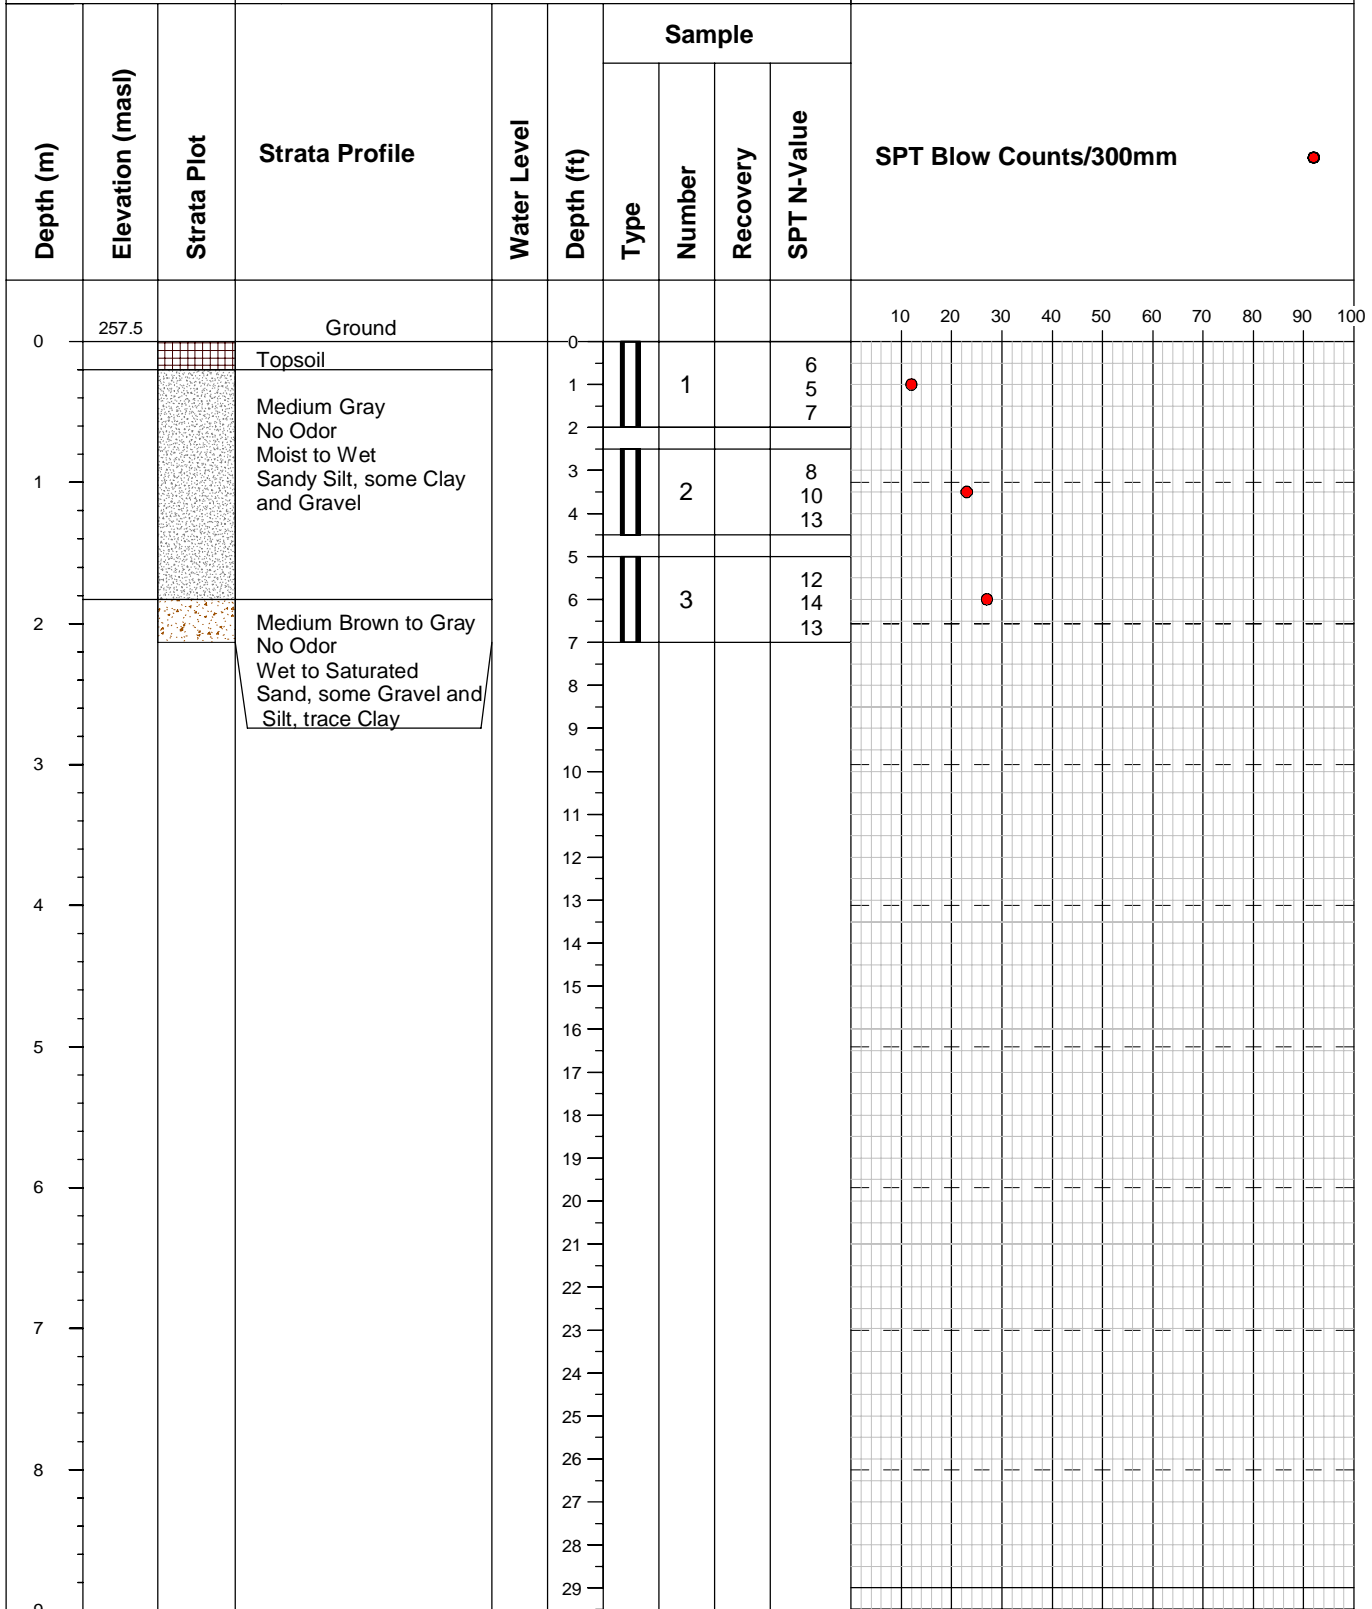 Sample
Depth (m)
Elevation (masl)
Strata Plot
Strata Profile
Water Level
Depth (ft)
Type
Number
Recovery
SPT N-Value
SPT Blow Counts/300mm
10 20 30 40 50 60 70 80 90 100
257.5
Ground
Topsoil
Medium Gray
No Odor
Moist to Wet
Sandy Silt, some Clay
and Gravel
Medium Brown to Gray
No Odor
Wet to Saturated
Sand, some Gravel and
Silt, trace Clay
0
1
2
3
4
5
6
7
8
0
1
2
3
4
5
6
7
8
9
10
11
12
13
14
15
16
17
18
19
20
21
22
23
24
25
26
27
28
29
1
6
5
7
2
8
10
13
3
12
14
13